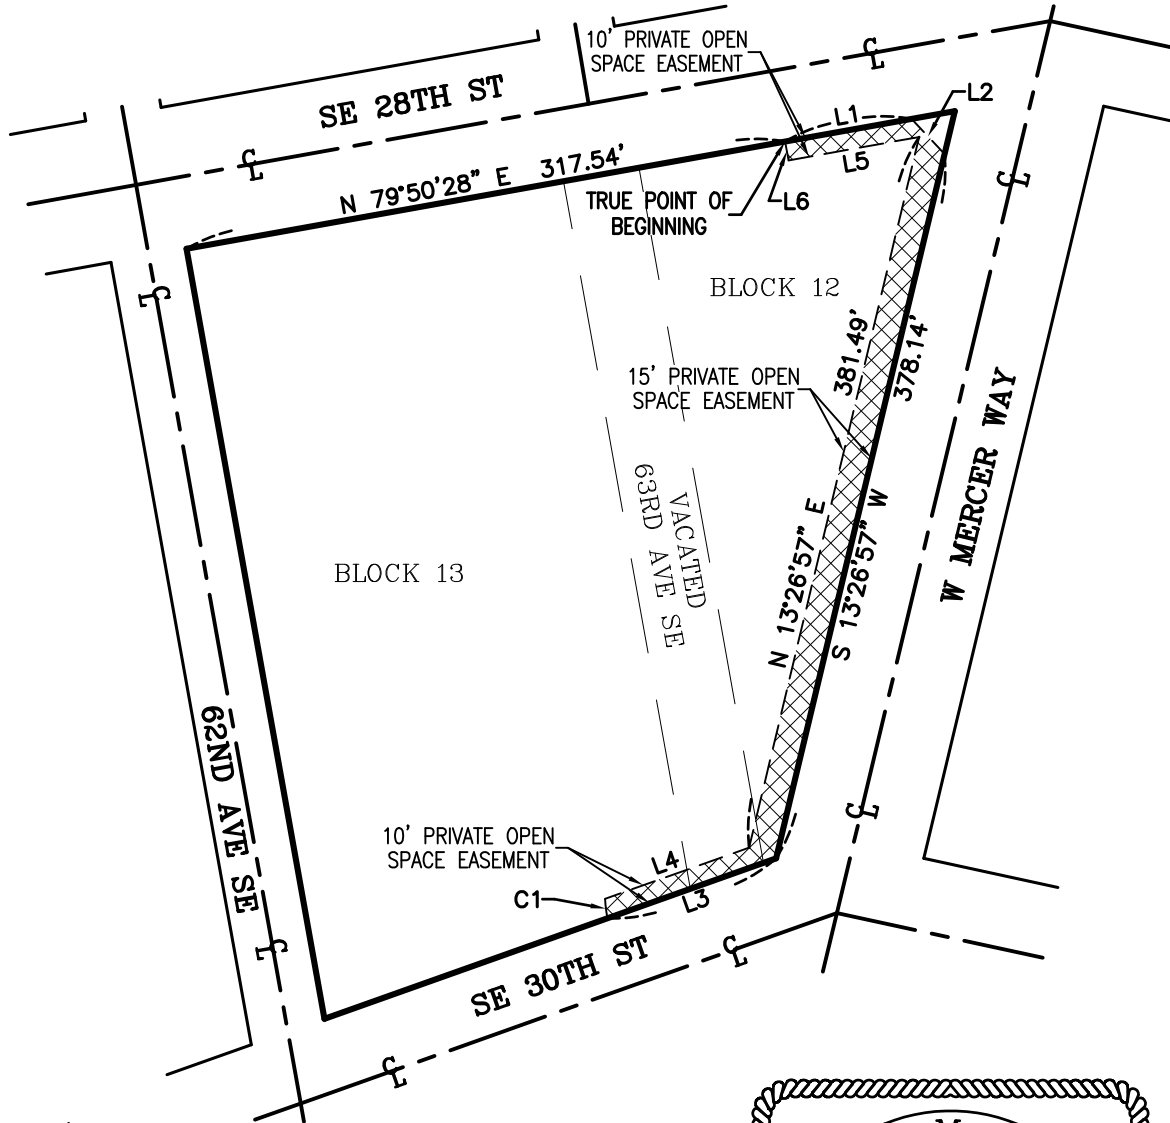 10' PRIVATE OPEN
SPACE EASEMENT
℄
SE 28TH ST
L1
L2
℄
N 79°50'28" E 317.54'
L5
TRUE POINT OF
BEGINNING
L6
℄
℄
BLOCK 12
381.49'
378.14'
15' PRIVATE OPEN
SPACE EASEMENT
W MERCER WAY
VACATED
63RD AVE SE
N 13°26'57" E
S 13°26'57" W
BLOCK 13
62ND AVE SE
℄
10' PRIVATE OPEN
SPACE EASEMENT
L4
C1
L3
℄
SE 30TH ST
℄
℄